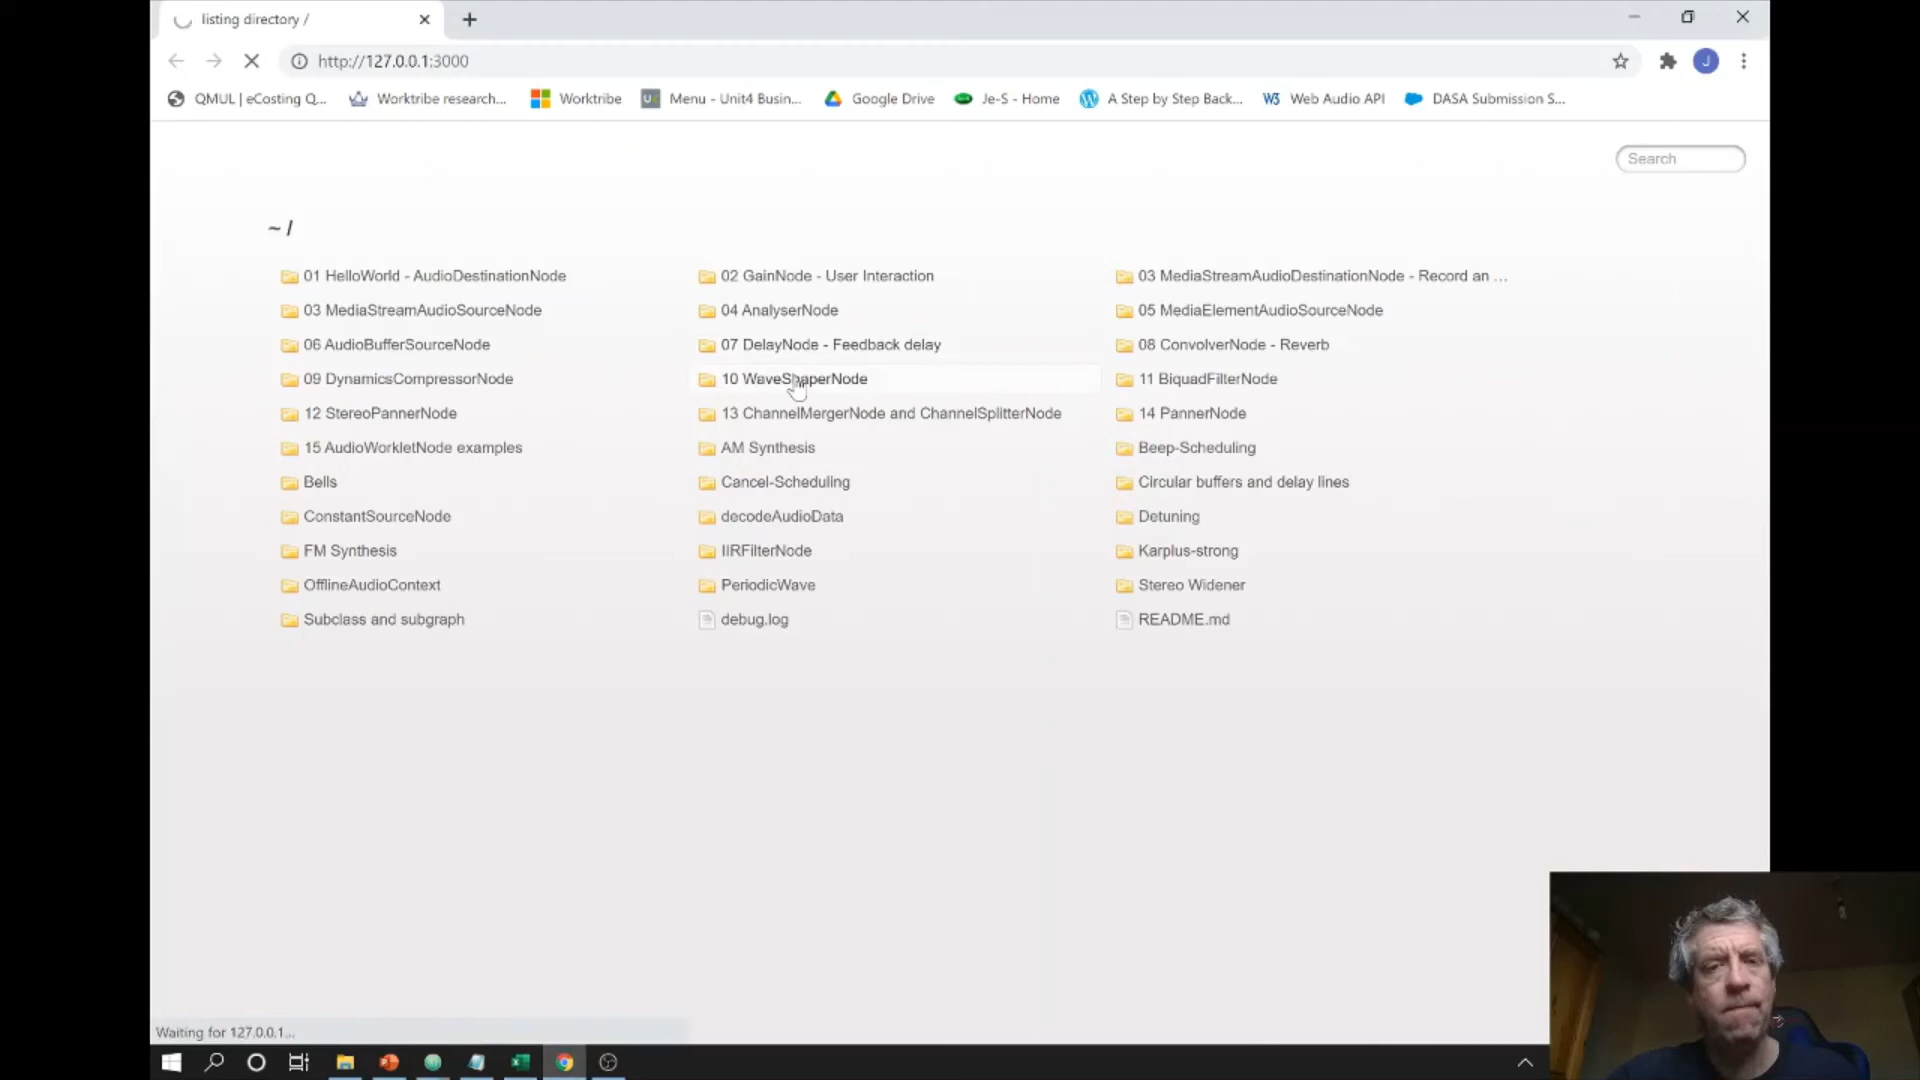 listing directory /
http://127.0.0.1:3000
J
QMUL | eCosting Q... Worktribe research... Worktribe Menu - Unit4 Busin... Google Drive Je-S - Home A Step by Step Back... Web Audio API DASA Submission S...
Search
~ /
01 HelloWorld - AudioDestinationNode 02 GainNode - User Interaction 03 MediaStreamAudioDestinationNode - Record an ...
03 MediaStreamAudioSourceNode 04 AnalyserNode 05 MediaElementAudioSourceNode
06 AudioBufferSourceNode 07 DelayNode - Feedback delay 08 ConvolverNode - Reverb
09 DynamicsCompressorNode 10 WaveShaperNode 11 BiquadFilterNode
12 StereoPannerNode 13 ChannelMergerNode and ChannelSplitterNode 14 PannerNode
15 AudioWorkletNode examples AM Synthesis Beep-Scheduling
Bells Cancel-Scheduling Circular buffers and delay lines
ConstantSourceNode decodeAudioData Detuning
FM Synthesis IIRFilterNode Karplus-strong
OfflineAudioContext PeriodicWave Stereo Widener
Subclass and subgraph debug.log README.md
Waiting for 127.0.0.1...